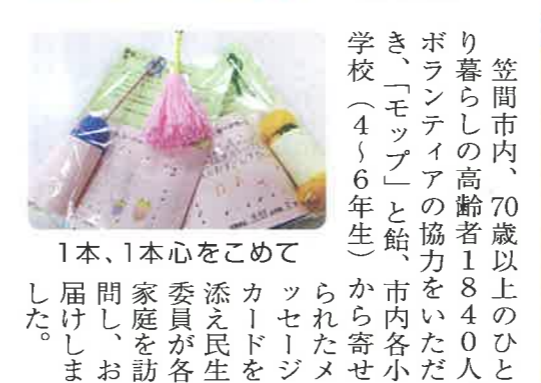 笠間市内、70歳以上のひと
り暮らしの高齢者1840人
ボランティアの協力をいただ
き、「モップ」と飴、市内各小
学校（4〜6年生）から寄せ
られたメ
ッセージ
カードを
添え民生
委員が各
家庭を訪
問し、お
届けしま
した。
1本、1本心をこめて